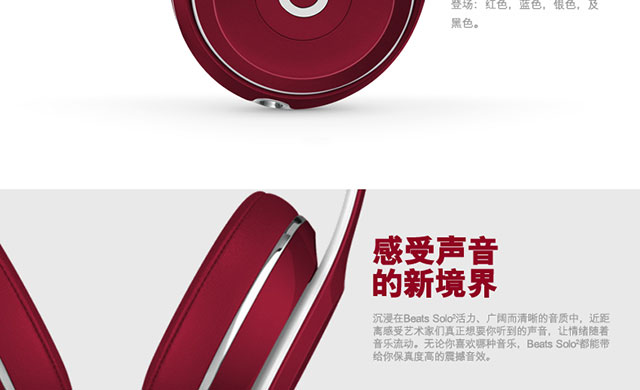 登场：红色，蓝色，银色，及
黑色。
感受声音
的新境界
沉浸在Beats Solo²活力、广阔而清晰的音质中，近距
离感受艺术家们真正想要你听到的声音，让情绪随着
音乐流动。无论你喜欢哪种音乐，Beats Solo²都能带
给你保真度高的震撼音效。